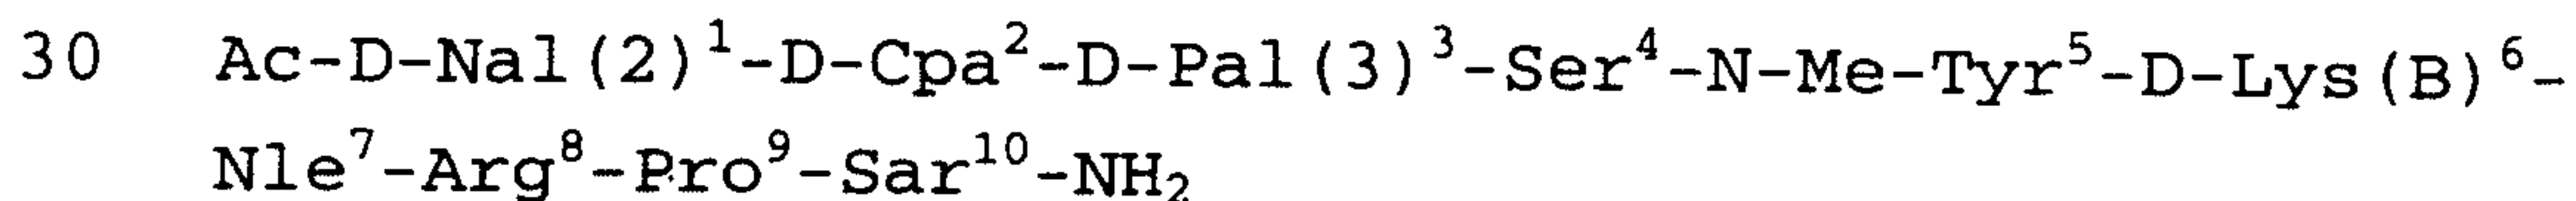 30 Ac-D-Nal(2)¹-D-Cpa²-D-Pal(3)³-Ser⁴-N-Me-Tyr⁵-D-Lys(B)⁶-
Nle⁷-Arg⁸-Pro⁹-Sar¹⁰-NH₂